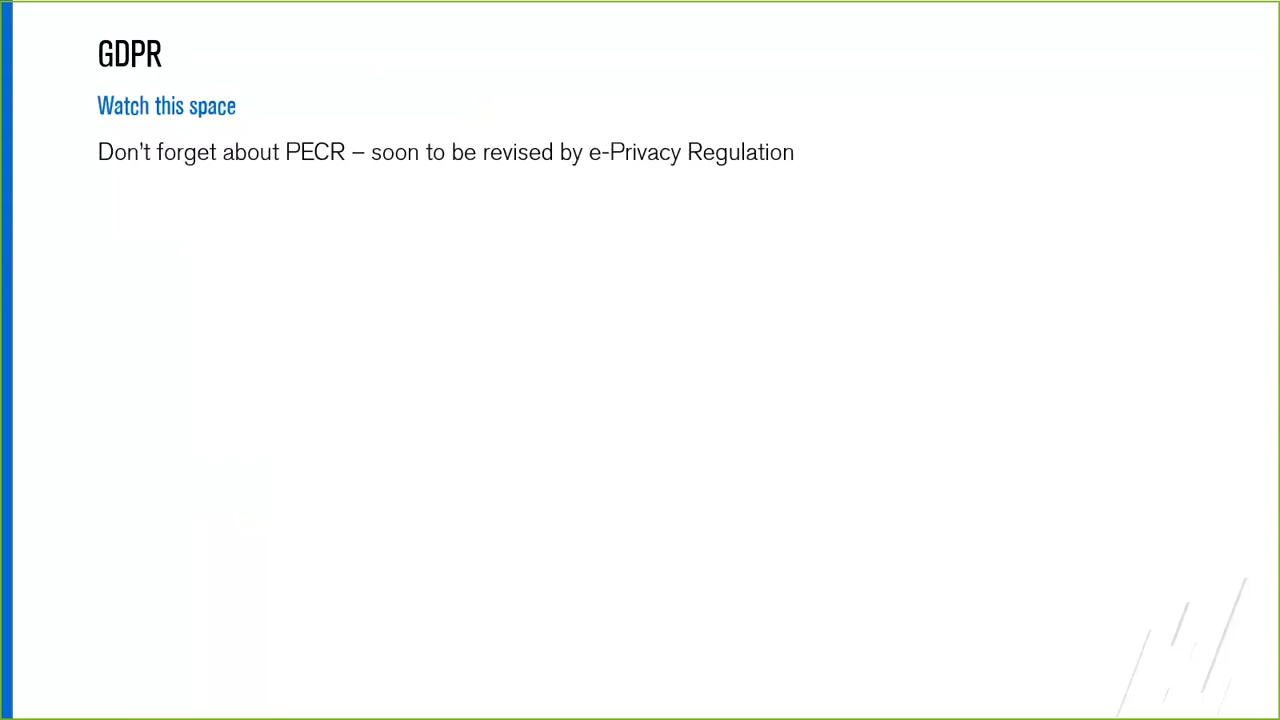 GDPR
Watch this space
Don't forget about PECR – soon to be revised by e-Privacy Regulation